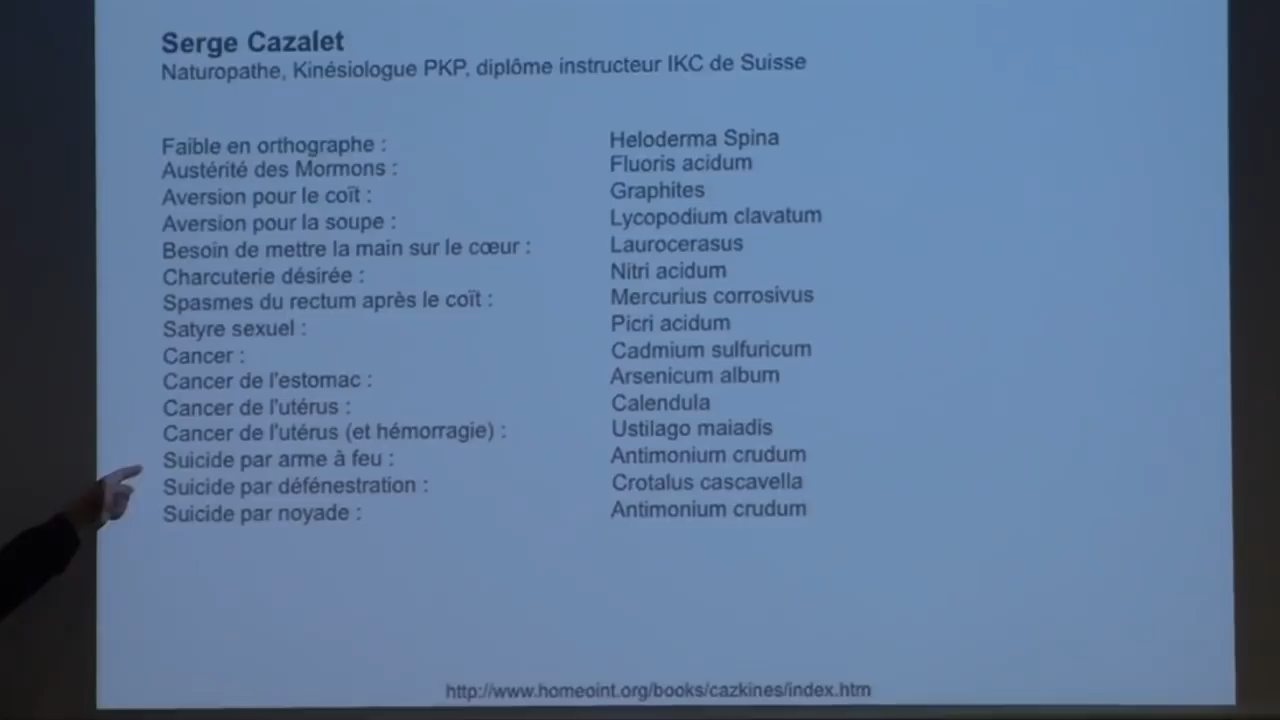 Serge Cazalet
Naturopathe, Kinésiologue PKP, diplôme instructeur IKC de Suisse
Faible en orthographe : Heloderma Spina
Austérité des Mormons : Fluoris acidum
Aversion pour le coït : Graphites
Aversion pour la soupe : Lycopodium clavatum
Besoin de mettre la main sur le cœur : Laurocerasus
Charcuterie désirée : Nitri acidum
Spasmes du rectum après le coït : Mercurius corrosivus
Satyre sexuel : Picri acidum
Cancer : Cadmium sulfuricum
Cancer de l'estomac : Arsenicum album
Cancer de l'utérus : Calendula
Cancer de l'utérus (et hémorragie) : Ustilago maiadis
Suicide par arme à feu : Antimonium crudum
Suicide par défénestration : Crotalus cascavella
Suicide par noyade : Antimonium crudum
http://www.homeoint.org/books/cazkines/index.htm